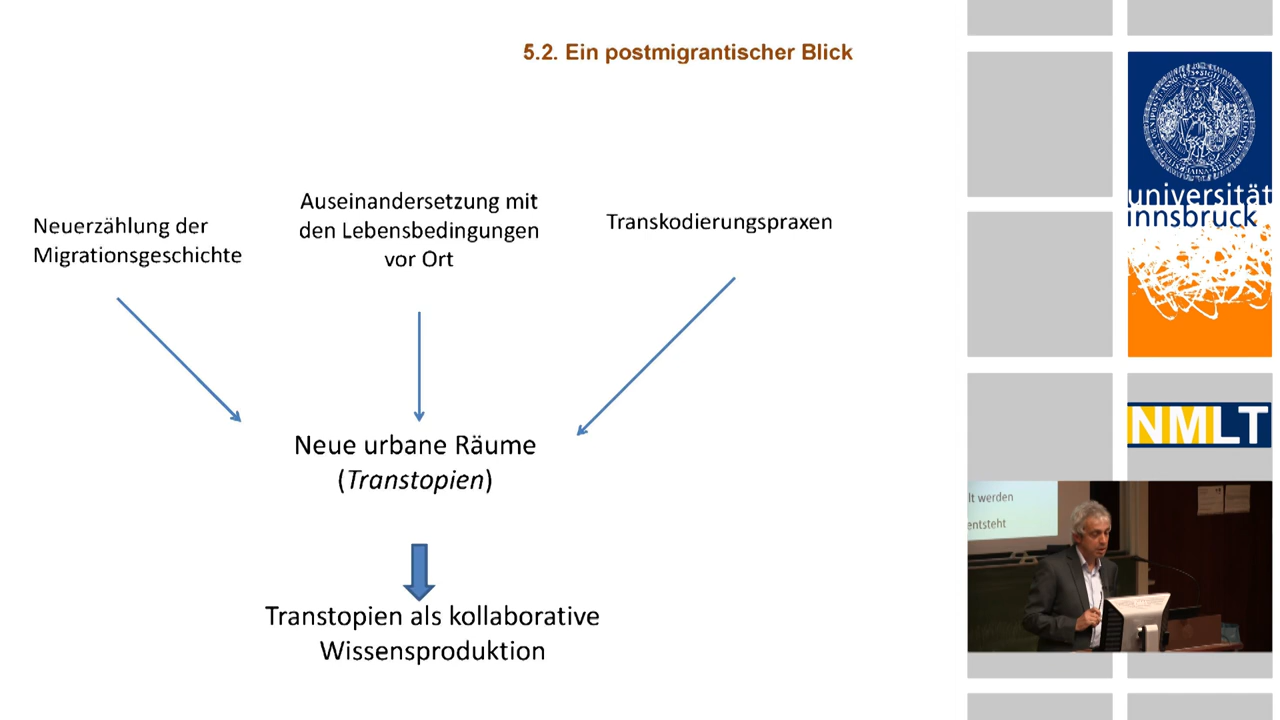 5.2. Ein postmigrantischer Blick
Neuerzählung der
Migrationsgeschichte
Auseinandersetzung mit
den Lebensbedingungen
vor Ort
Transkodierungspraxen
Neue urbane Räume
(Transtopien)
Transtopien als kollaborative
Wissensproduktion
universität
innsbruck
NMLT
lt werden
entsteht